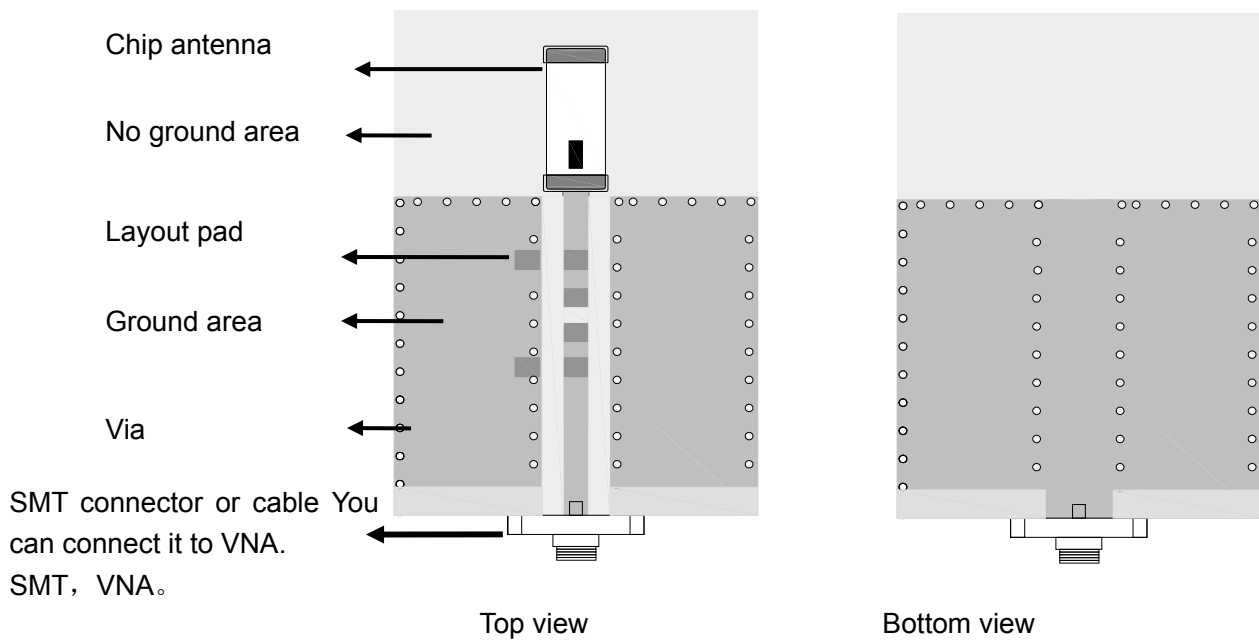 Chip antenna
No ground area
Layout pad
Ground area
Via
SMT connector or cable You
can connect it to VNA.
SMT，VNA。
Top view
Bottom view